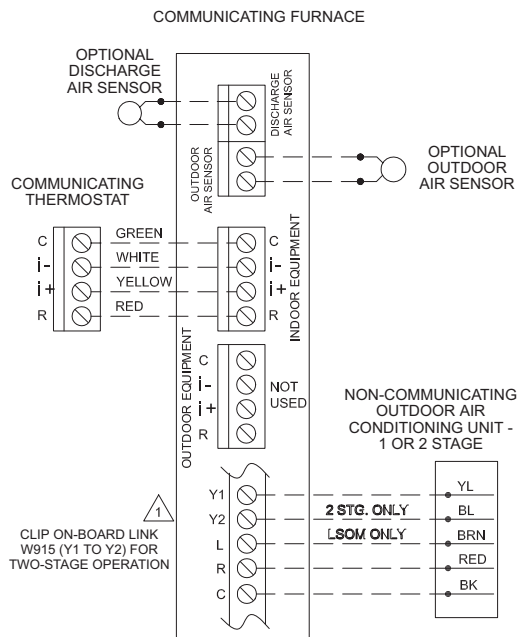 COMMUNICATING FURNACE
OPTIONAL
DISCHARGE
AIR SENSOR
DISCHARGE
AIR SENSOR
OUTDOOR
AIR SENSOR
OPTIONAL
OUTDOOR
AIR SENSOR
COMMUNICATING
THERMOSTAT
C
i-
i+
R
GREEN
WHITE
YELLOW
RED
C
i-
i+
R
INDOOR EQUIPMENT
OUTDOOR EQUIPMENT
C
i-
i+
R
NOT
USED
NON-COMMUNICATING
OUTDOOR AIR
CONDITIONING UNIT -
1 OR 2 STAGE
1
CLIP ON-BOARD LINK
W915 (Y1 TO Y2) FOR
TWO-STAGE OPERATION
Y1
Y2
L
R
C
2 STG. ONLY
LSOM ONLY
YL
BL
BRN
RED
BK